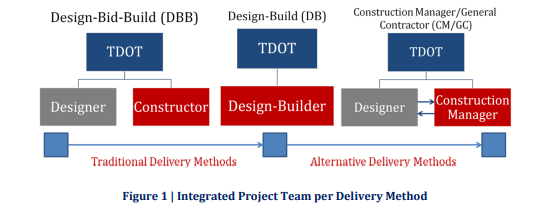 Design-Bid-Build (DBB)
TDOT
Designer
Constructor
Design-Build (DB)
TDOT
Design-Builder
Construction Manager/General
Contractor (CM/GC)
TDOT
Designer
Construction
Manager
Traditional Delivery Methods
Alternative Delivery Methods
Figure 1 | Integrated Project Team per Delivery Method